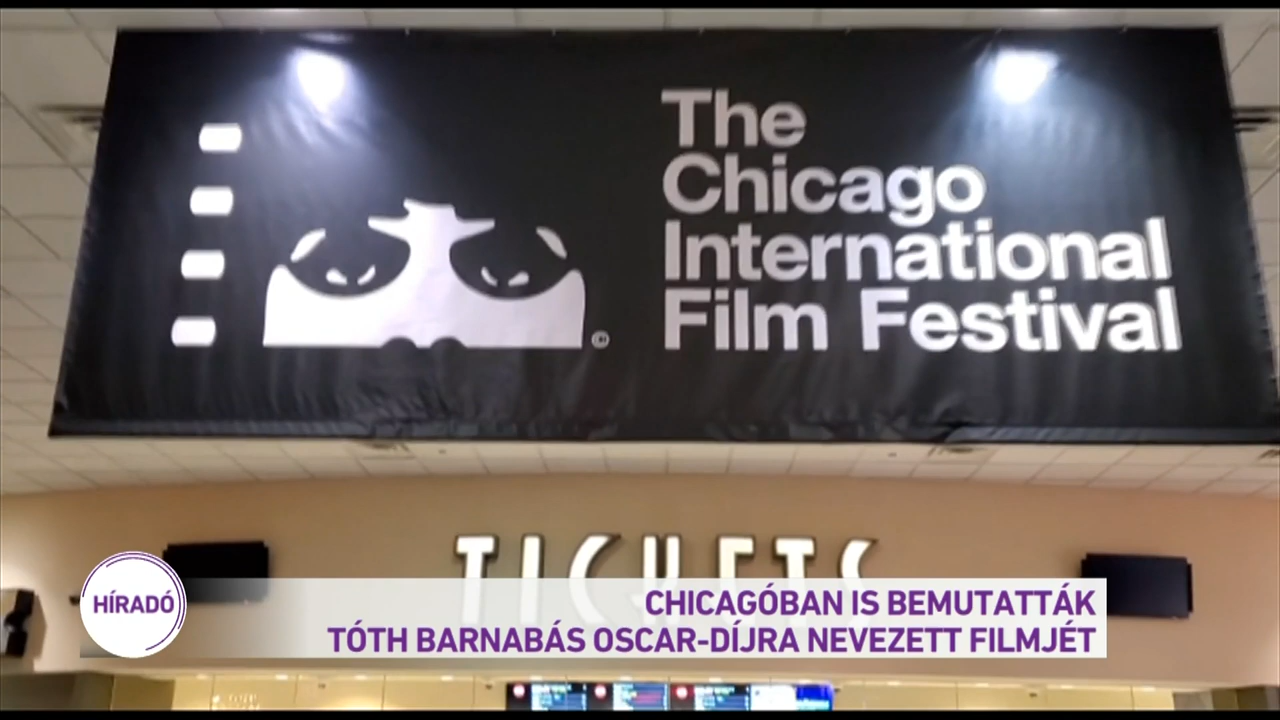 The
Chicago
International
Film Festival
©
TICKETS
HÍRADÓ
CHICAGÓBAN IS BEMUTATTÁK
TÓTH BARNABÁS OSCAR-DÍJRA NEVEZETT FILMJÉT